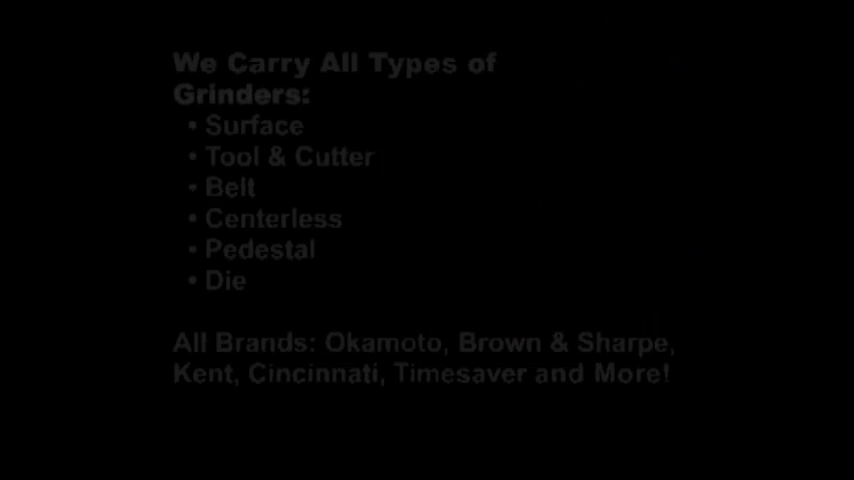 We Carry All Types of
Grinders:
• Surface
• Tool & Cutter
• Belt
• Centerless
• Pedestal
• Die
All Brands: Okamoto, Brown & Sharpe,
Kent, Cincinnati, Timesaver and More!